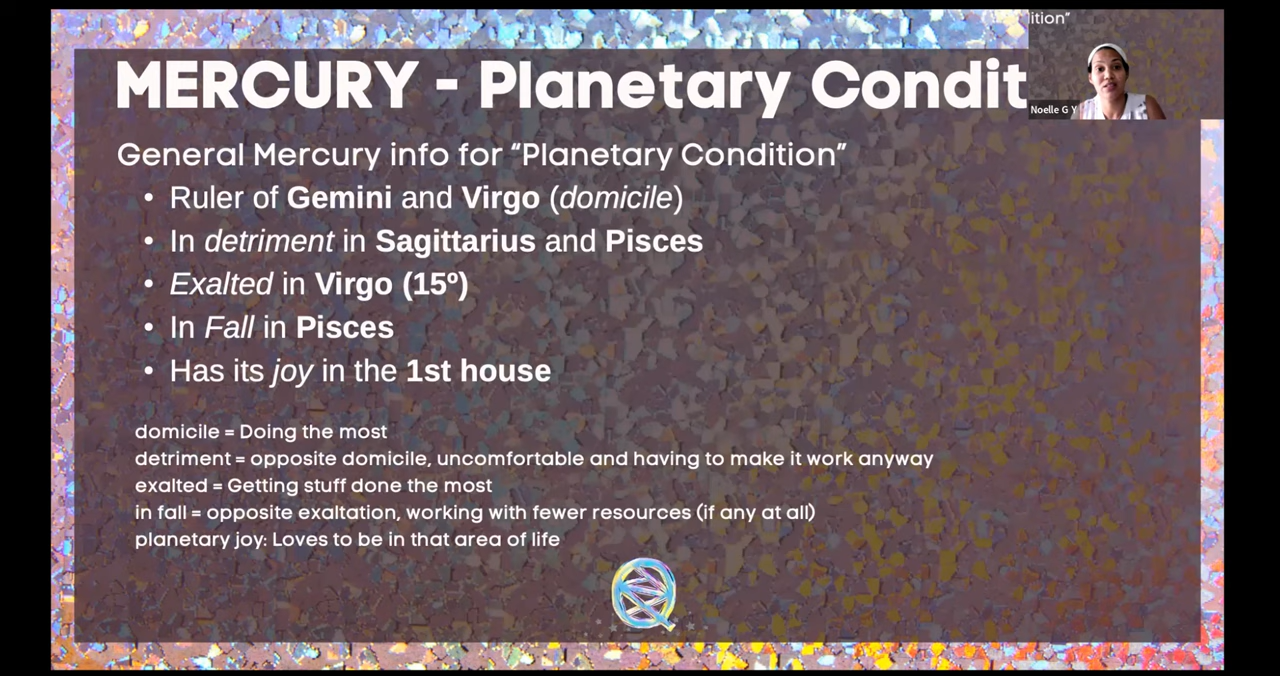 ition”
MERCURY - Planetary Condit
Noelle G Y
General Mercury info for “Planetary Condition”
• Ruler of Gemini and Virgo (domicile)
• In detriment in Sagittarius and Pisces
• Exalted in Virgo (15º)
• In Fall in Pisces
• Has its joy in the 1st house
domicile = Doing the most
detriment = opposite domicile, uncomfortable and having to make it work anyway
exalted = Getting stuff done the most
in fall = opposite exaltation, working with fewer resources (if any at all)
planetary joy: Loves to be in that area of life